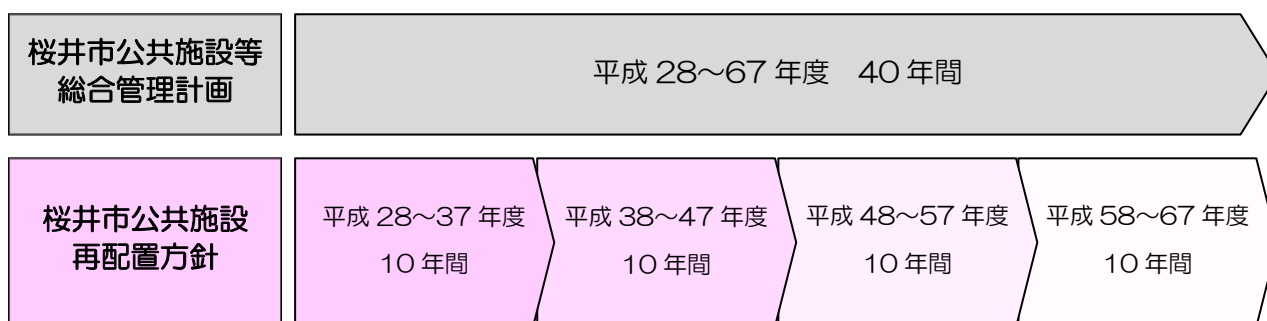 桜井市公共施設等
総合管理計画
平成 28～67 年度　40 年間
桜井市公共施設
再配置方針
平成 28～37 年度
10 年間
平成 38～47 年度
10 年間
平成 48～57 年度
10 年間
平成 58～67 年度
10 年間